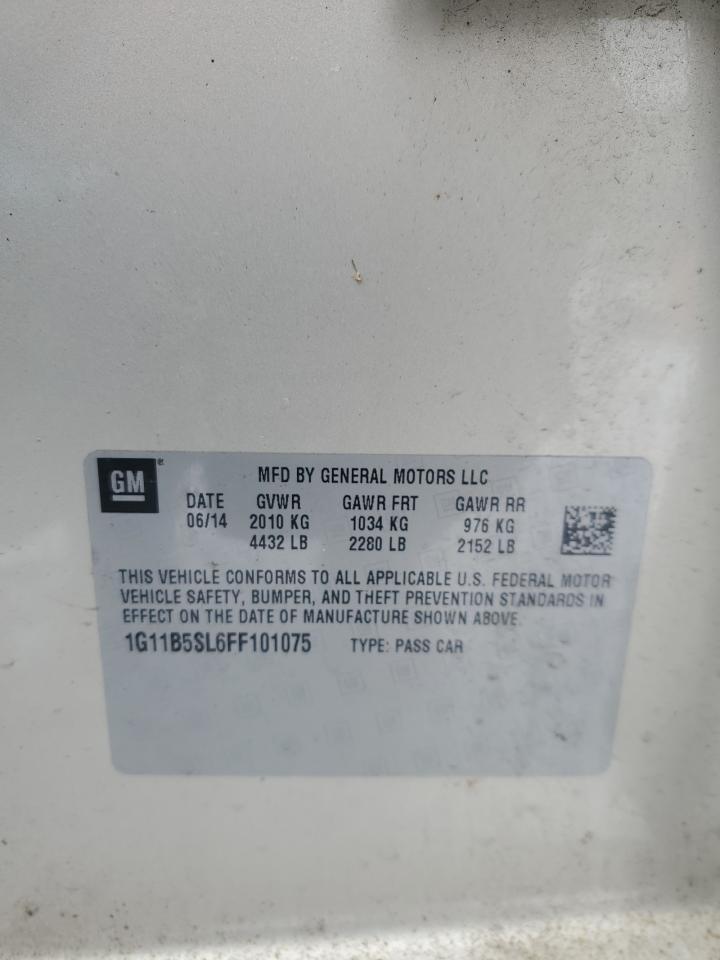 GM®
MFD BY GENERAL MOTORS LLC
DATE GVWR GAWR FRT GAWR RR
06/14 2010 KG 1034 KG 976 KG
4432 LB 2280 LB 2152 LB
THIS VEHICLE CONFORMS TO ALL APPLICABLE U.S. FEDERAL MOTOR
VEHICLE SAFETY, BUMPER, AND THEFT PREVENTION STANDARDS IN
EFFECT ON THE DATE OF MANUFACTURE SHOWN ABOVE.
1G11B5SL6FF101075 TYPE: PASS CAR